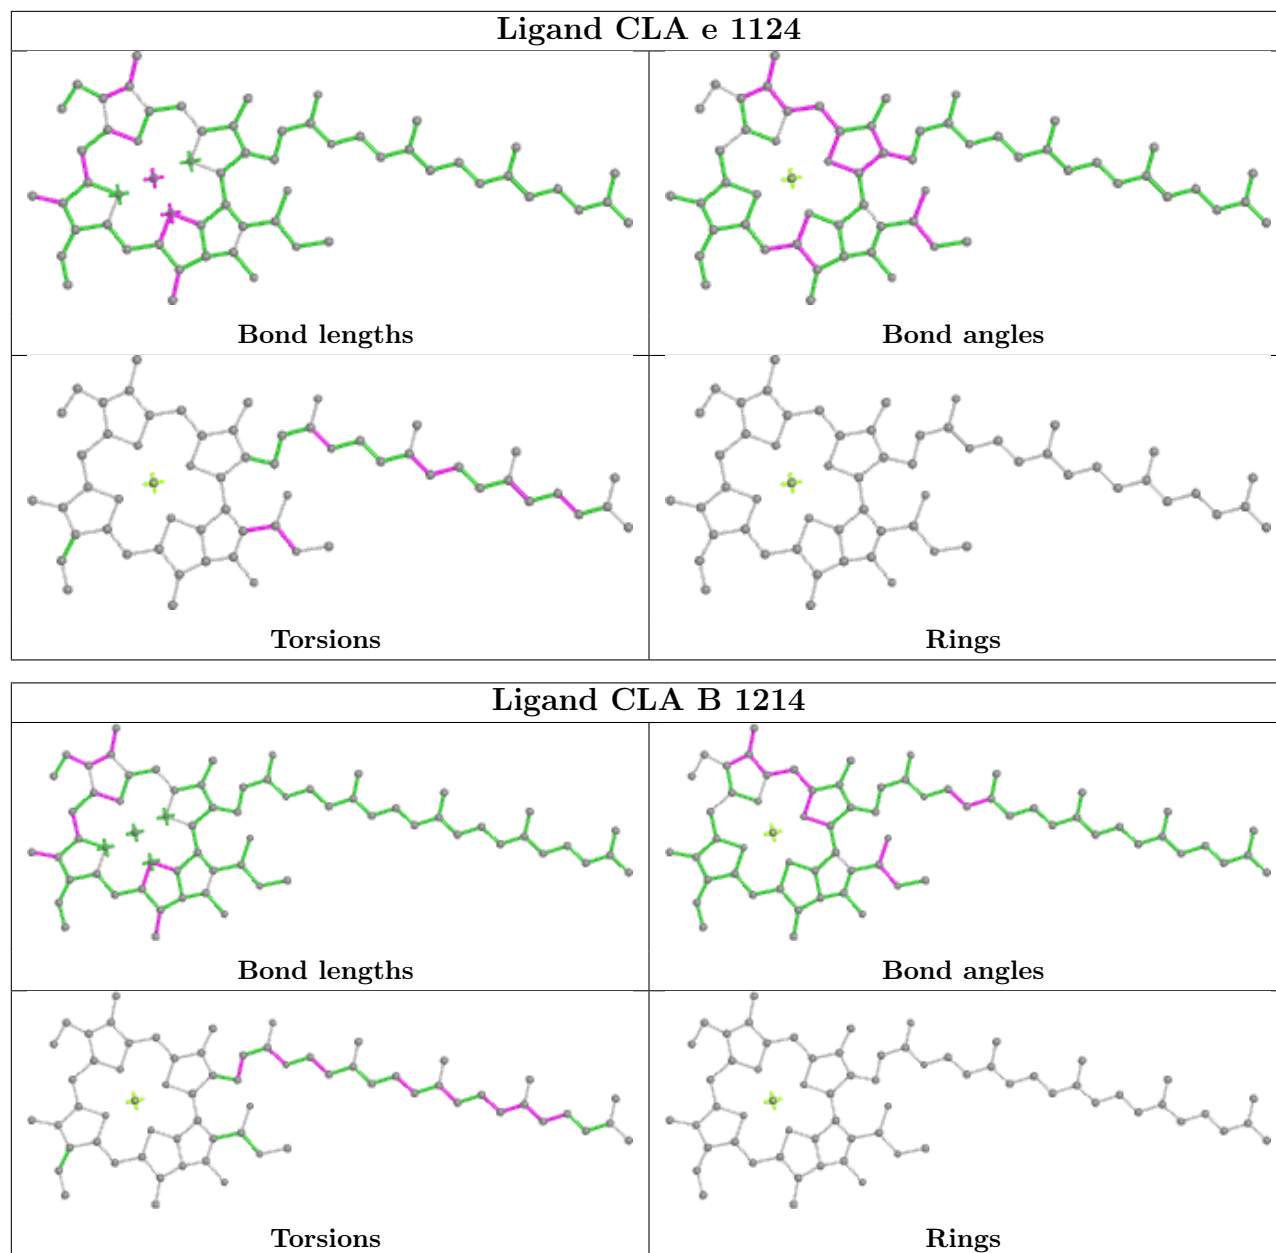 Ligand CLA e 1124
Bond lengths
Bond angles
Torsions
Rings
Ligand CLA B 1214
Bond lengths
Bond angles
Torsions
Rings